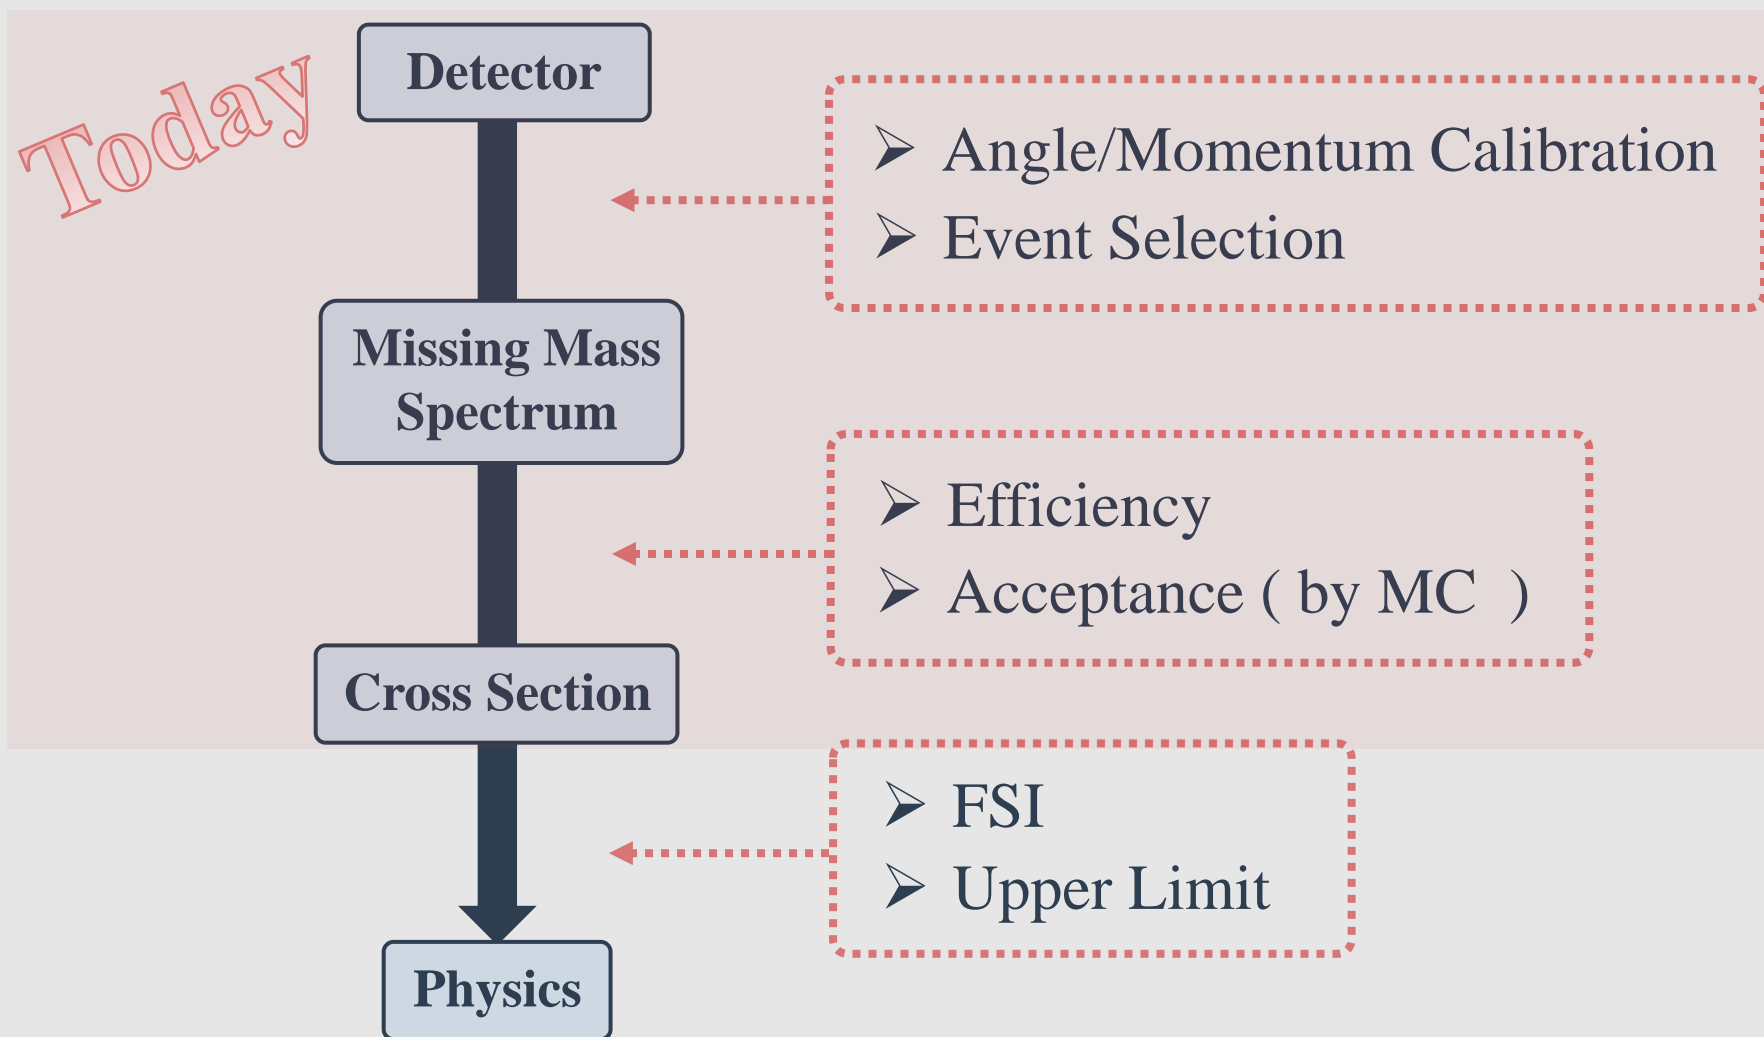 Today
Detector
➢ Angle/Momentum Calibration
➢ Event Selection
Missing Mass
Spectrum
➢ Efficiency
➢ Acceptance ( by MC )
Cross Section
➢ FSI
➢ Upper Limit
Physics